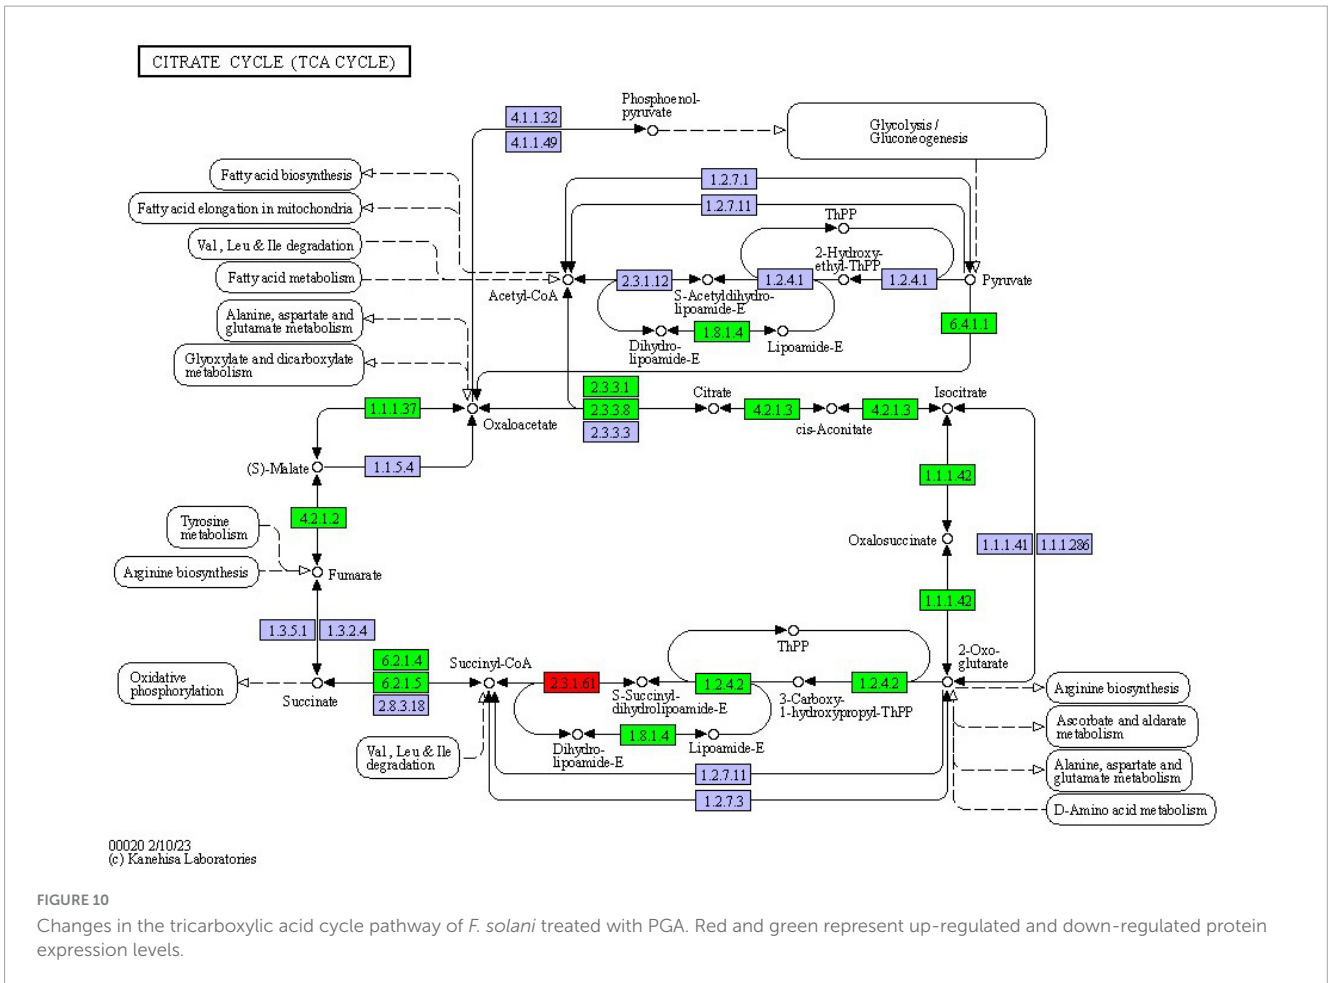 CITRATE CYCLE (TCA CYCLE)
Phosphoenol-
pyruvate
4.1.1.32
4.1.1.49
Glycolysis /
Gluconeogenesis
Fatty acid biosynthesis
Fatty acid elongation in mitochondria
Val, Leu & Ile degradation
Fatty acid metabolism
Alanine, aspartate and
glutamate metabolism
Glyoxylate and dicarboxylate
metabolism
1.2.7.1
1.2.7.11
ThPP
2-Hydroxy-
ethyl-ThPP
Acetyl-CoA
2.3.1.12
S-Acetyldihydro-
lipoamide-E
1.2.4.1
1.2.4.1
Pyruvate
Dihydro-
lipoamide-E
1.8.1.4
Lipoamide-E
6.4.1.1
2.3.3.1
2.3.3.8
2.3.3.3
Citrate
4.2.1.3
cis-Aconitate
4.2.1.3
Isocitrate
1.1.1.37
Oxaloacetate
(S)-Malate
1.1.5.4
1.1.1.42
4.2.1.2
Tyrosine
metabolism
Oxalosuccinate
1.1.1.41
1.1.1.286
Arginine biosynthesis
Fumarate
1.1.1.42
1.3.5.1
1.3.2.4
ThPP
2-Oxo-
glutarate
6.2.1.4
6.2.1.5
2.8.3.18
Succinyl-CoA
Oxidative
phosphorylation
Succinate
2.3.1.61
S-Succinyl-
dihydrolipoamide-E
1.2.4.2
3-Carboxy-
1-hydroxypropyl-ThPP
1.2.4.2
Arginine biosynthesis
Ascorbate and aldarate
metabolism
Val, Leu & Ile
degradation
Dihydro-
lipoamide-E
1.8.1.4
Lipoamide-E
Alanine, aspartate and
glutamate metabolism
1.2.7.11
1.2.7.3
D-Amino acid metabolism
00020 2/10/23
(c) Kanehisa Laboratories
FIGURE 10
Changes in the tricarboxylic acid cycle pathway of F. solani treated with PGA. Red and green represent up-regulated and down-regulated protein
expression levels.